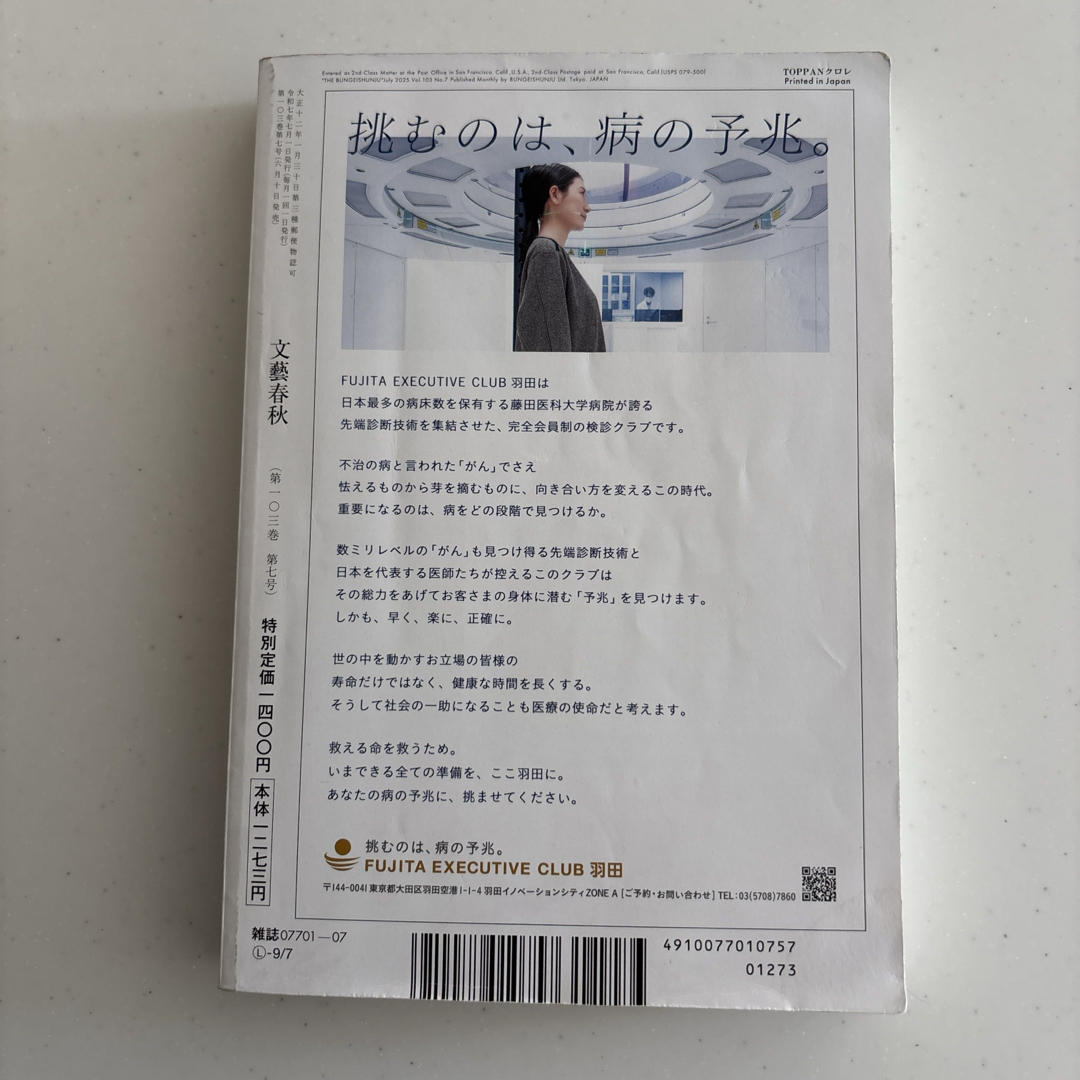 Entered as 2nd-Class Matter at the Post Office in San Francisco, Calif.,U.S.A., 2nd-Class Postage paid at San Francisco, Calif.(USPS 079-500)
"THE BUNGEISHUNJU"July 2025 Vol.103 No.7 Published Monthly by BUNGEISHUNJU Ltd. Tokyo. JAPAN
TOPPANクロレ
Printed in Japan
大正十二年一月三十日第三種郵便物認可
令和七年七月一日発行(毎月一回一日発行)
第一〇三巻第七号(六月十日発売)
文藝春秋
(第一〇三巻 第七号)
特別定価一四〇〇円
本体一二七三円
挑むのは、病の予兆。
FUJITA EXECUTIVE CLUB 羽田は
日本最多の病床数を保有する藤田医科大学病院が誇る
先端診断技術を集結させた、完全会員制の検診クラブです。
不治の病と言われた「がん」でさえ
怯えるものから芽を摘むものに、向き合い方を変えるこの時代。
重要になるのは、病をどの段階で見つけるか。
数ミリレベルの「がん」も見つけ得る先端診断技術と
日本を代表する医師たちが控えるこのクラブは
その総力をあげてお客さまの身体に潜む「予兆」を見つけます。
しかも、早く、楽に、正確に。
世の中を動かすお立場の皆様の
寿命だけではなく、健康な時間を長くする。
そうして社会の一助になることも医療の使命だと考えます。
救える命を救うため。
いまできる全ての準備を、ここ羽田に。
あなたの病の予兆に、挑ませてください。
挑むのは、病の予兆。
FUJITA EXECUTIVE CLUB 羽田
〒144-0041 東京都大田区羽田空港1-1-4 羽田イノベーションシティZONE A [ご予約・お問い合わせ] TEL:03(5708)7860
雑誌07701—07
Ⓛ-9/7
4910077010757
01273